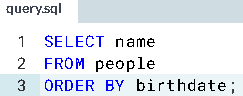 query.sql
1 SELECT name
2 FROM people
3 ORDER BY birthdate;